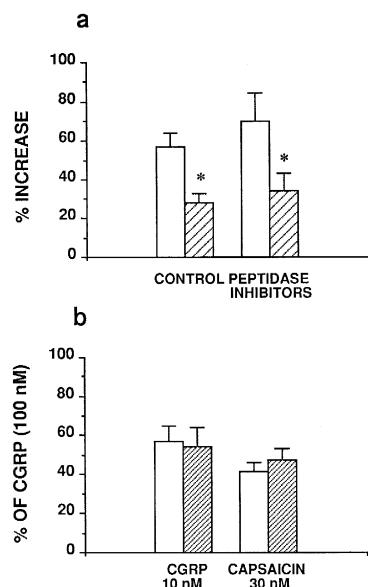 a
% INCREASE
100
80
60
40
20
0
*
*
CONTROL PEPTIDASE
INHIBITORS
b
% OF CGRP (100 nM)
100
80
60
40
20
0
CGRP CAPSAICIN
10 nM 30 nM